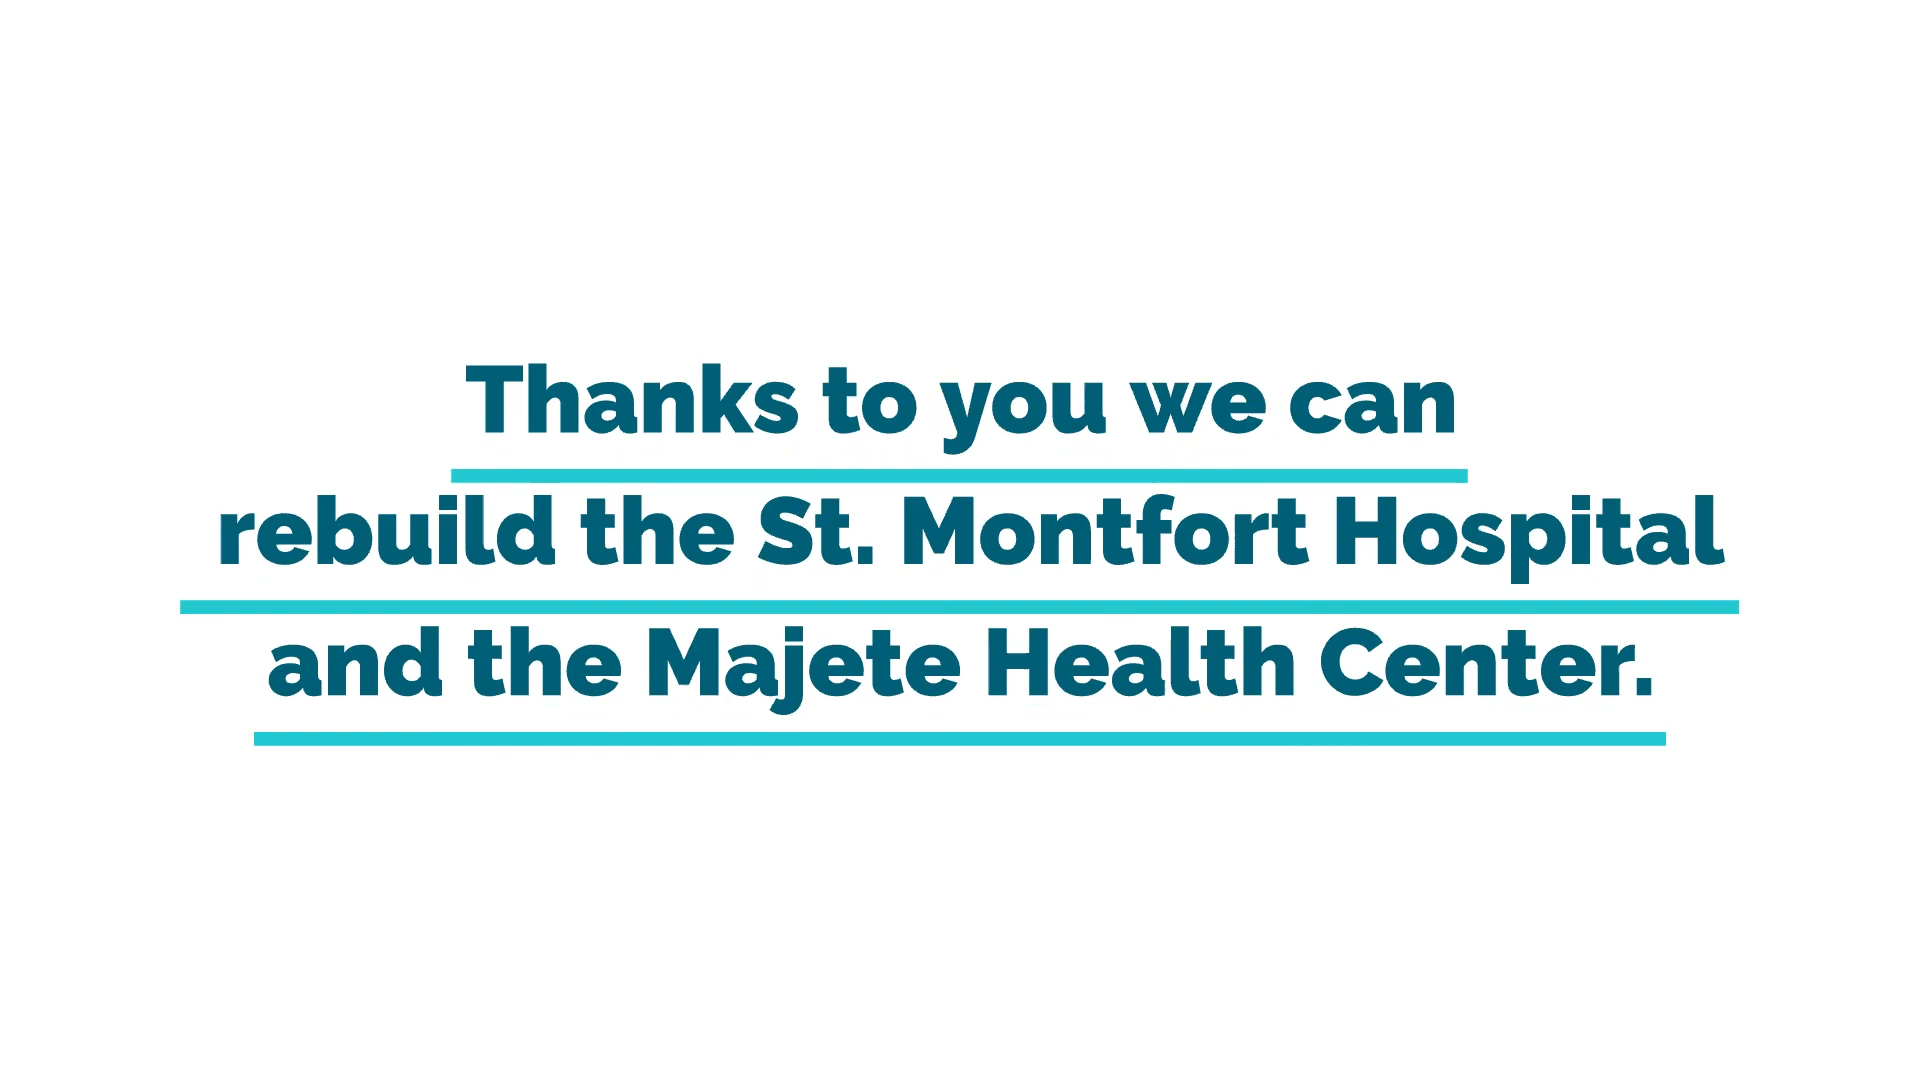 Thanks to you we can
rebuild the St. Montfort Hospital
and the Majete Health Center.